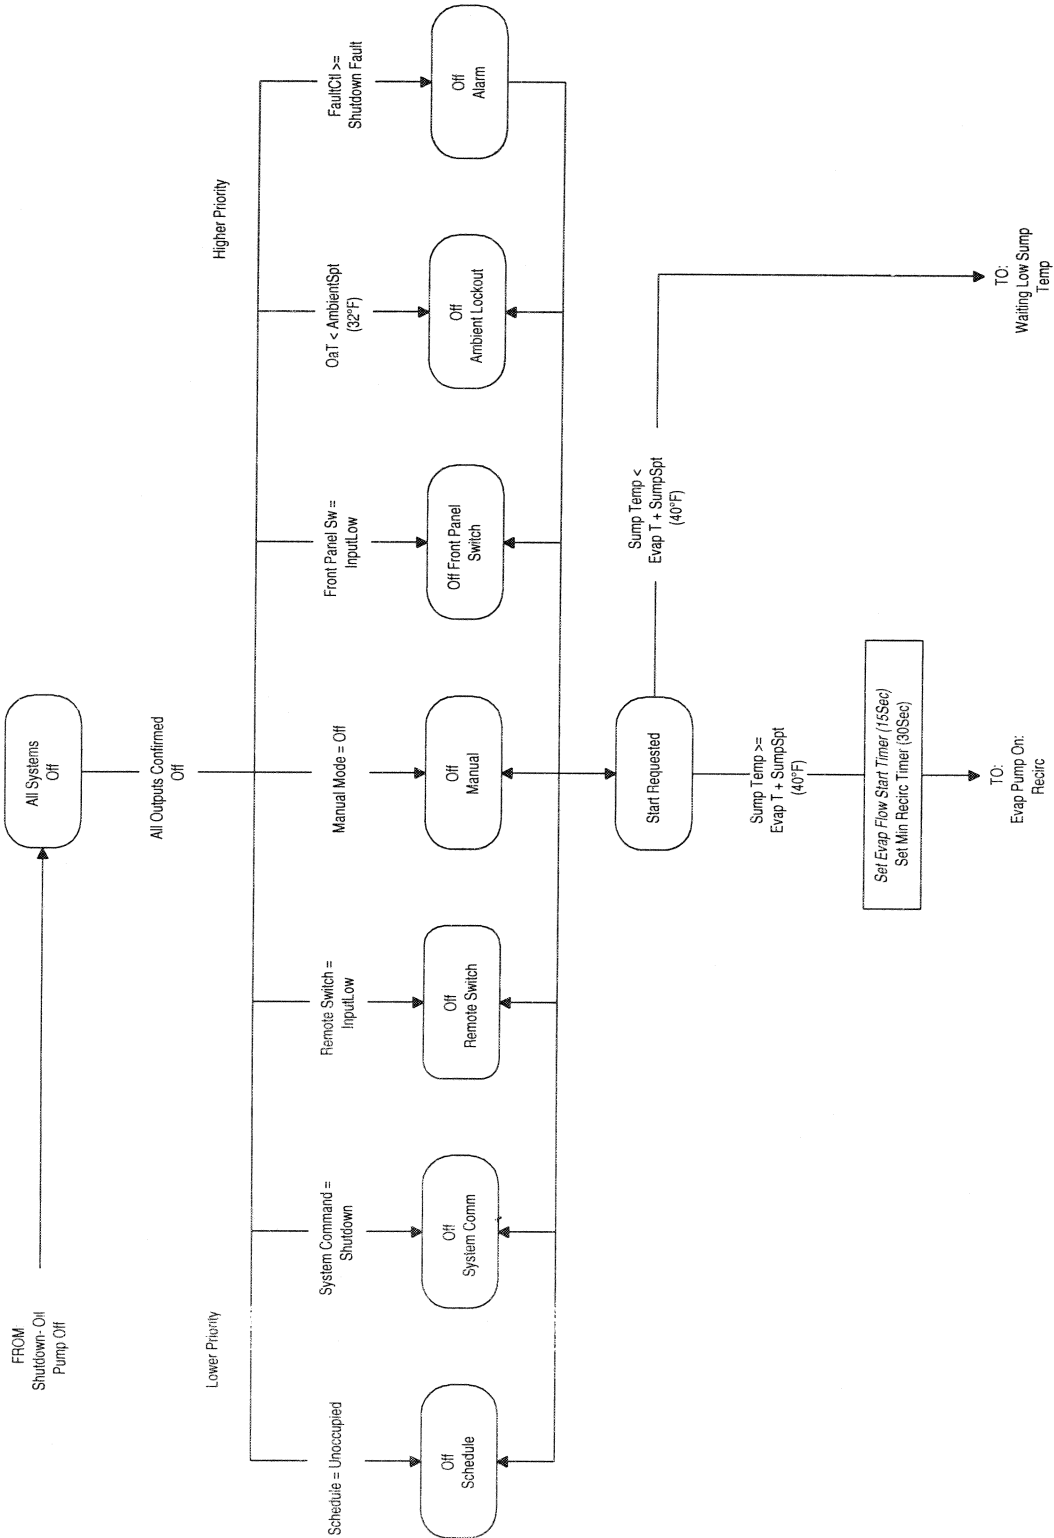 FROM
Shutdown- Oil
Pump Off
All Systems
Off
All Outputs Confirmed
Off
Lower Priority
Higher Priority
Schedule = Unoccupied
System Command =
Shutdown
Remote Switch =
InputLow
Manual Mode = Off
Front Panel Sw =
InputLow
OaT < AmbientSpt
(32°F)
FaultCtl >=
Shutdown Fault
Off
Schedule
Off
System Comm
Off
Remote Switch
Off
Manual
Off Front Panel
Switch
Off
Ambient Lockout
Off
Alarm
Start Requested
Sump Temp >=
Evap T + SumpSpt
(40°F)
Sump Temp <
Evap T + SumpSpt
(40°F)
Set Evap Flow Start Timer (15Sec)
Set Min Recirc Timer (30Sec)
TO:
Evap Pump On:
Recirc
TO:
Waiting Low Sump
Temp